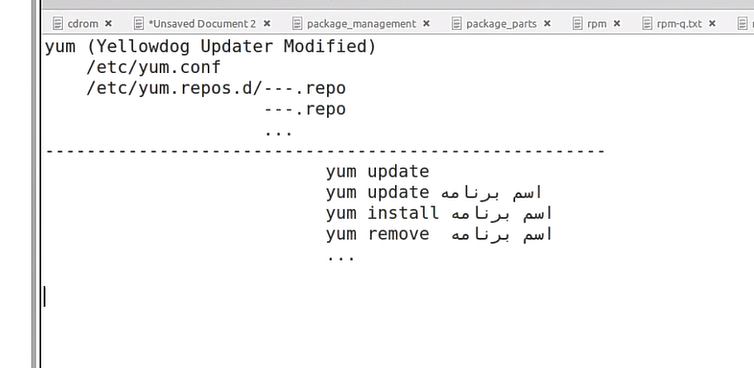 cdrom × *Unsaved Document 2 × package_management × package_parts × rpm × rpm-q.txt ×
yum (Yellowdog Updater Modified)
/etc/yum.conf
/etc/yum.repos.d/---.repo
---.repo
...
------------------------------------------------------
yum update
yum update اسم برنامه
yum install اسم برنامه
yum remove اسم برنامه
...